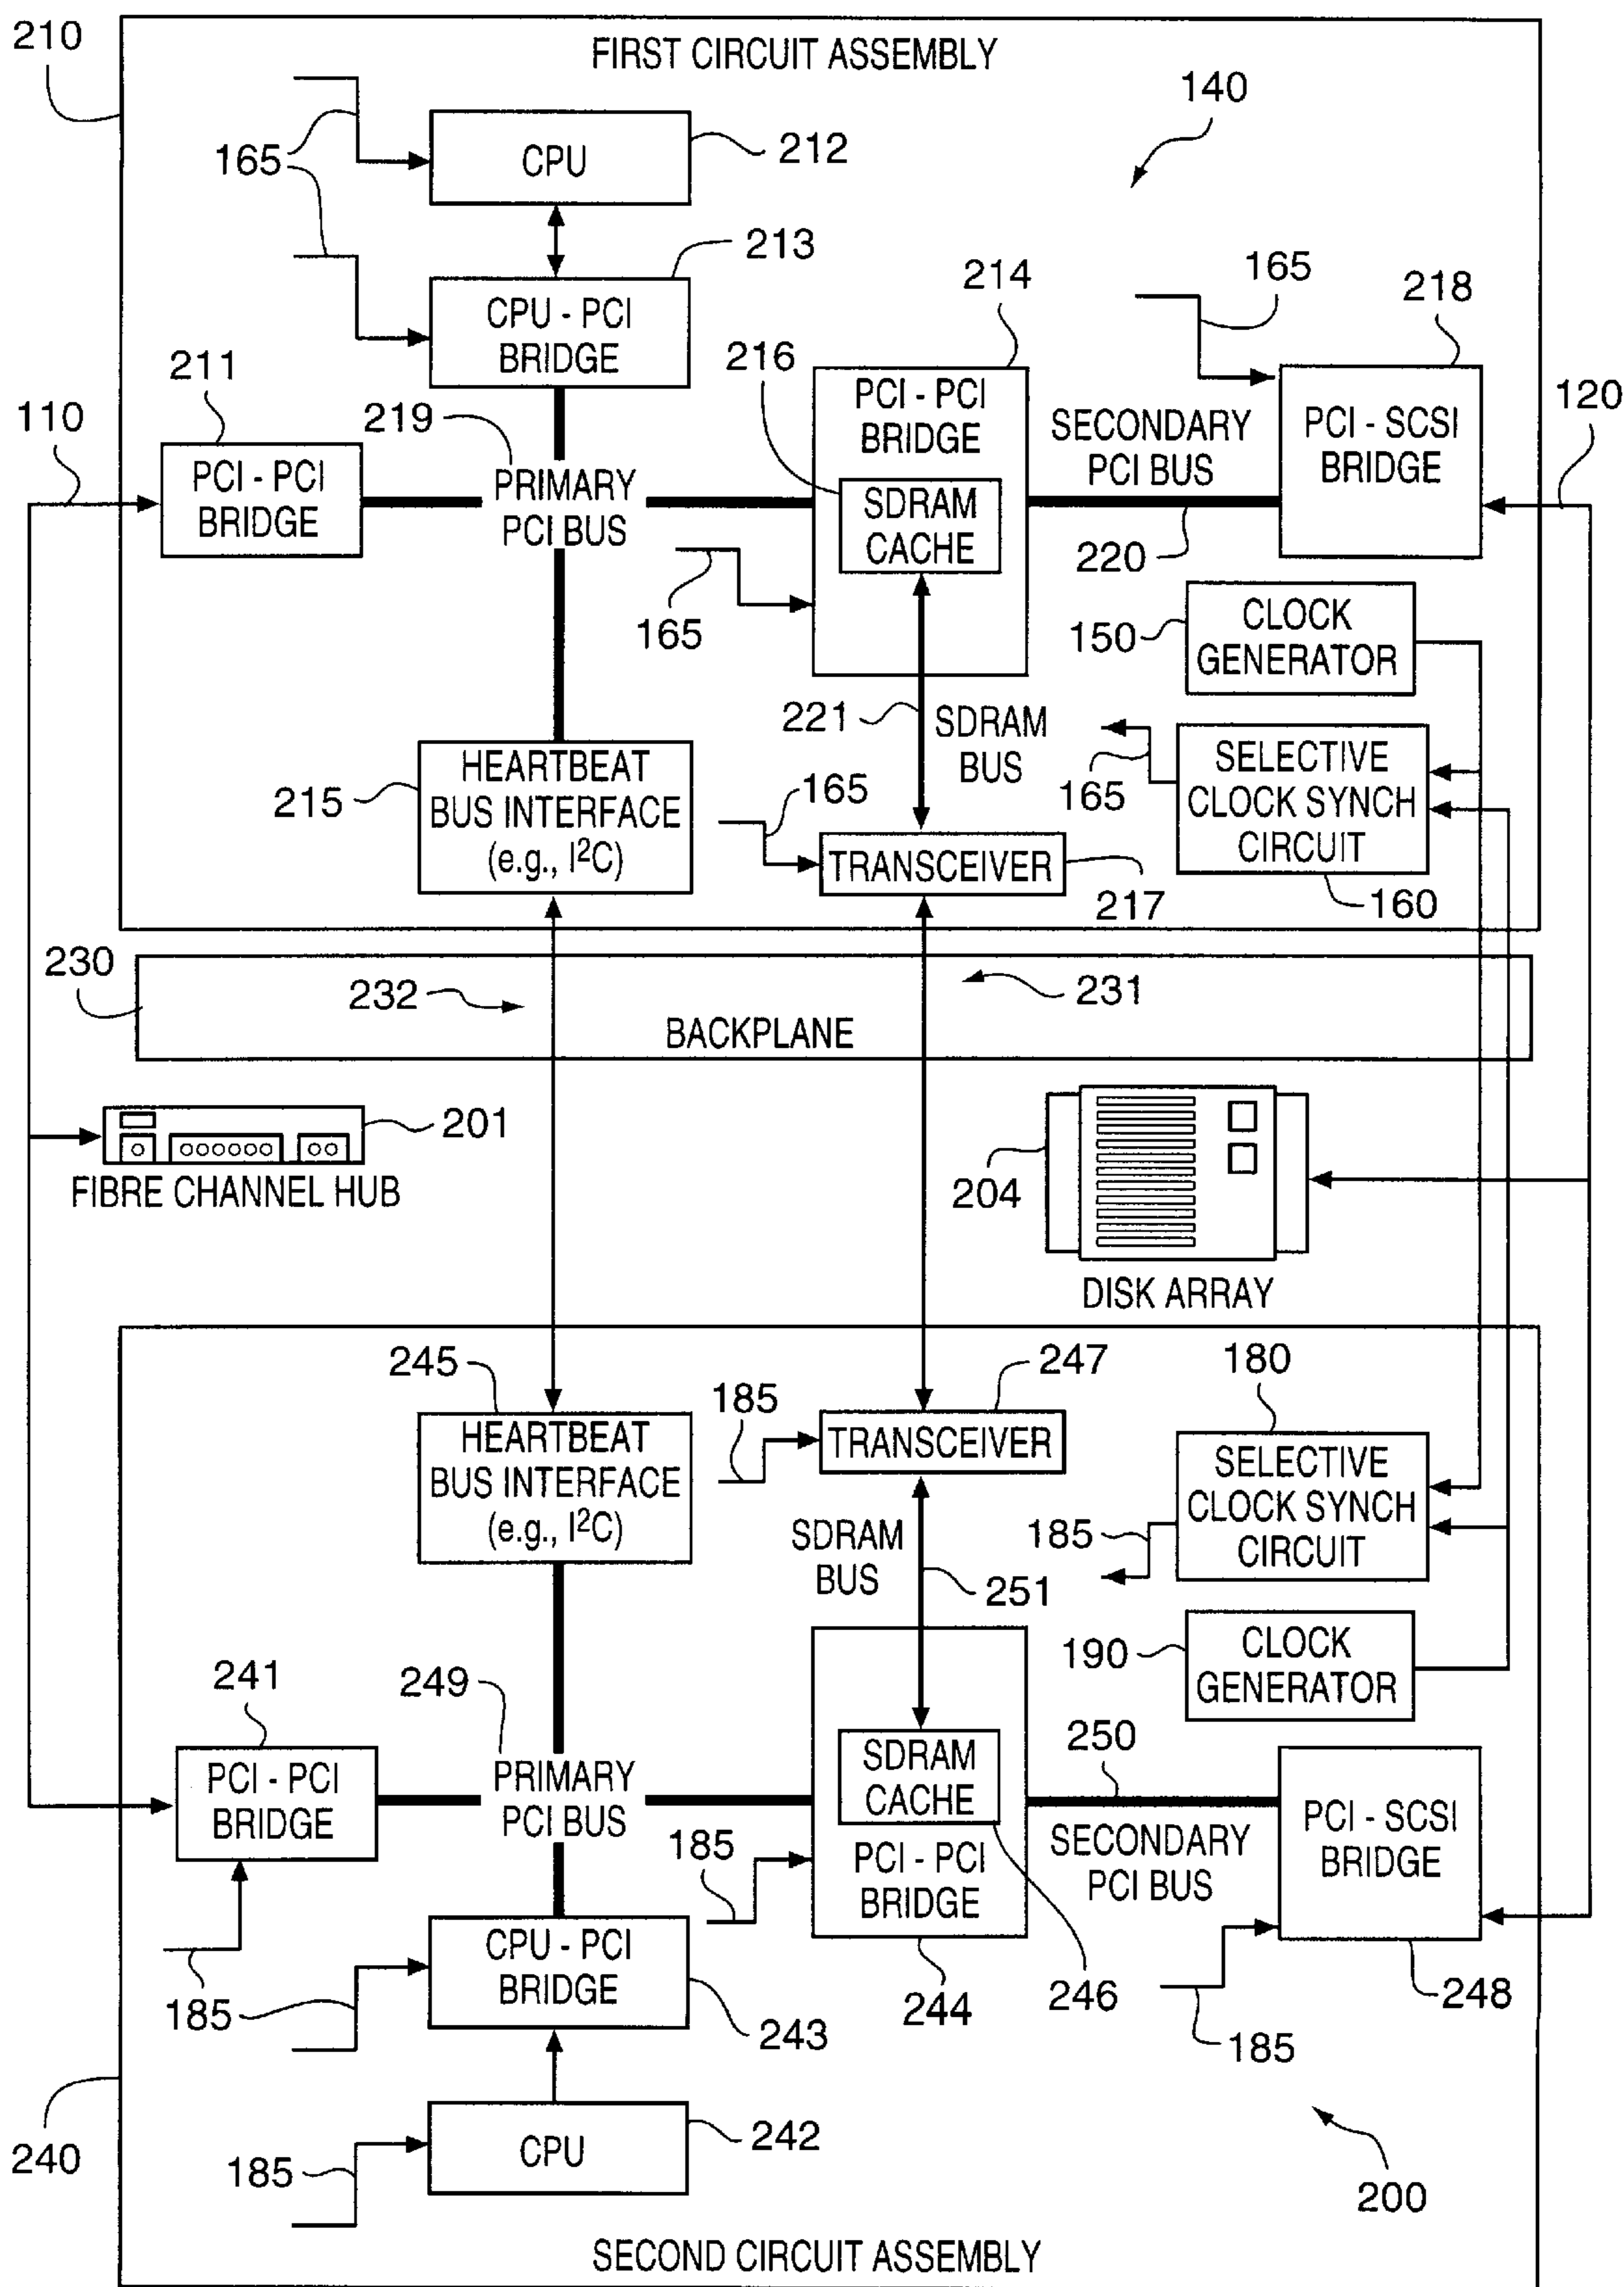 210
FIRST CIRCUIT ASSEMBLY
140
165
CPU
212
213
CPU - PCI
BRIDGE
214
165
218
211
216
110
219
PCI - PCI
BRIDGE
SECONDARY
PCI BUS
PCI - SCSI
BRIDGE
120
PCI - PCI
BRIDGE
PRIMARY
PCI BUS
SDRAM
CACHE
220
165
150
CLOCK
GENERATOR
221
SDRAM
BUS
165
SELECTIVE
CLOCK SYNCH
CIRCUIT
160
215
HEARTBEAT
BUS INTERFACE
(e.g., I²C)
165
TRANSCEIVER
217
230
232
231
BACKPLANE
201
FIBRE CHANNEL HUB
204
DISK ARRAY
245
247
180
HEARTBEAT
BUS INTERFACE
(e.g., I²C)
185
TRANSCEIVER
SELECTIVE
CLOCK SYNCH
CIRCUIT
185
SDRAM
BUS
251
190
CLOCK
GENERATOR
241
249
250
PCI - PCI
BRIDGE
PRIMARY
PCI BUS
SDRAM
CACHE
SECONDARY
PCI BUS
PCI - SCSI
BRIDGE
185
PCI - PCI
BRIDGE
185
CPU - PCI
BRIDGE
243
244
246
248
185
240
185
CPU
242
200
SECOND CIRCUIT ASSEMBLY